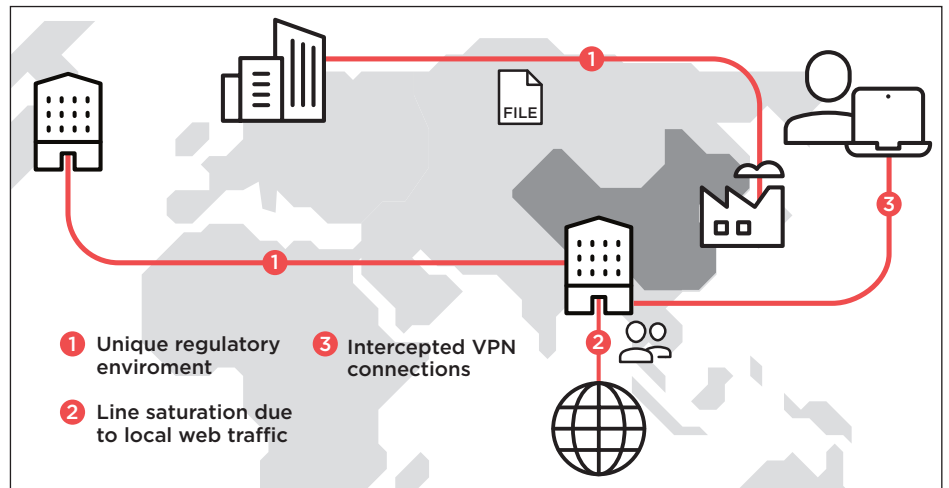 1
FILE
3
1
2
1 Unique regulatory
enviroment
2 Line saturation due
to local web traffic
3 Intercepted VPN
connections